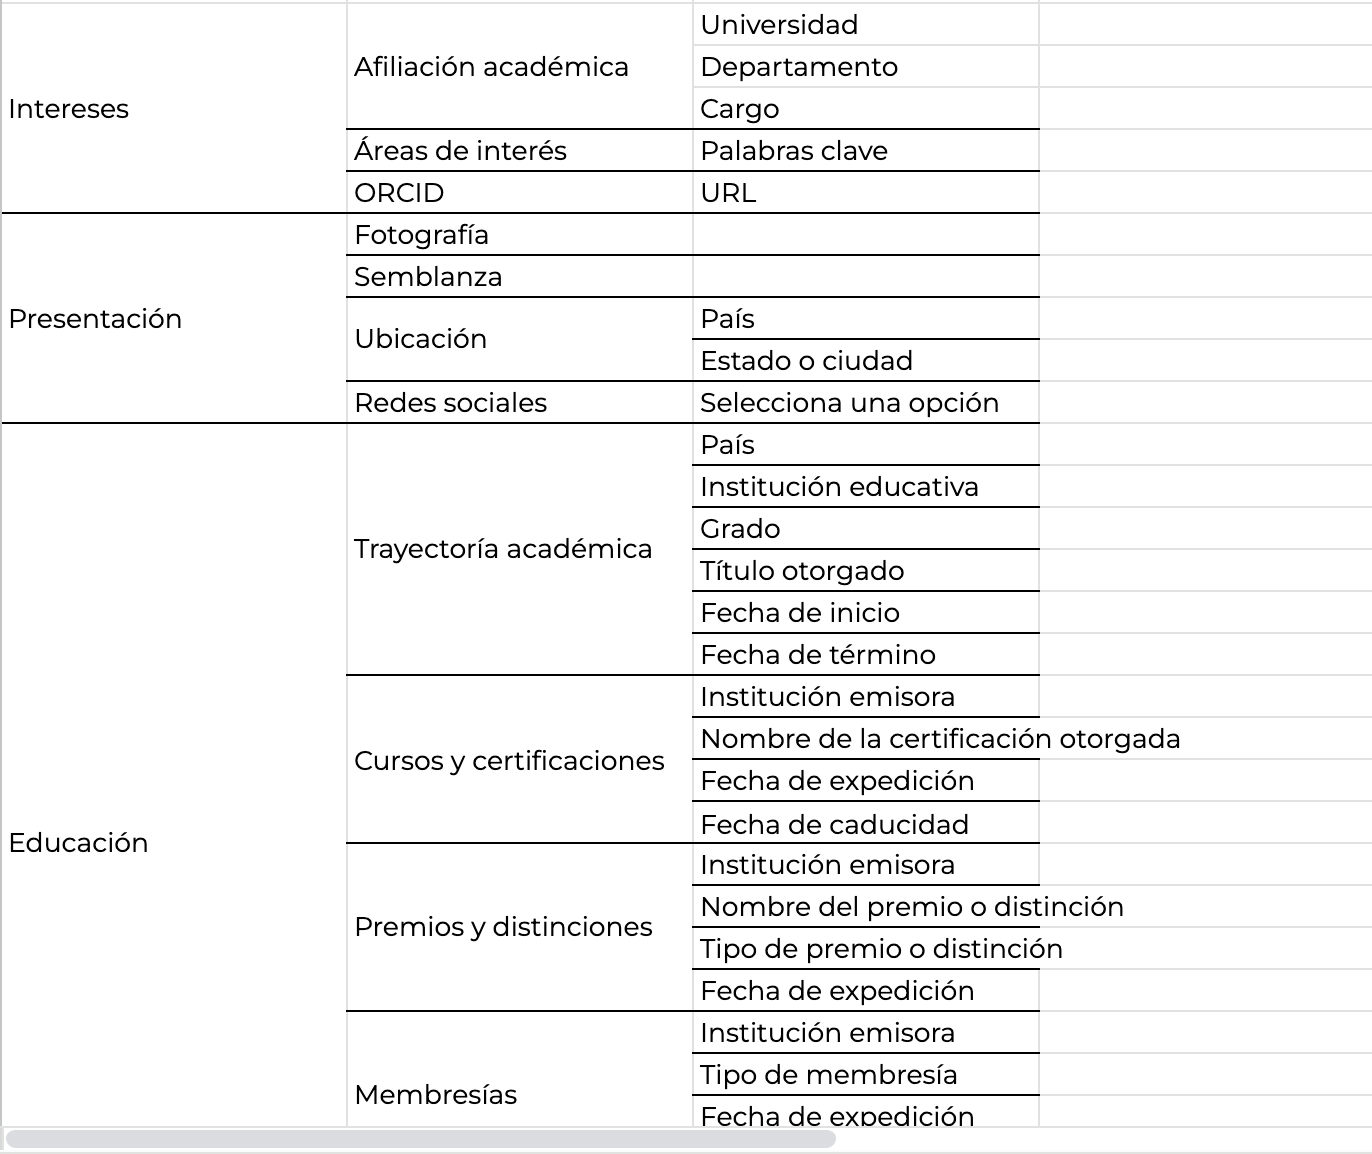 Intereses
Afiliación académica
Universidad
Departamento
Cargo
Áreas de interés
Palabras clave
ORCID
URL
Presentación
Fotografía
Semblanza
Ubicación
País
Estado o ciudad
Redes sociales
Selecciona una opción
Educación
Trayectoría académica
País
Institución educativa
Grado
Título otorgado
Fecha de inicio
Fecha de término
Cursos y certificaciones
Institución emisora
Nombre de la certificación otorgada
Fecha de expedición
Fecha de caducidad
Premios y distinciones
Institución emisora
Nombre del premio o distinción
Tipo de premio o distinción
Fecha de expedición
Membresías
Institución emisora
Tipo de membresía
Fecha de expedición